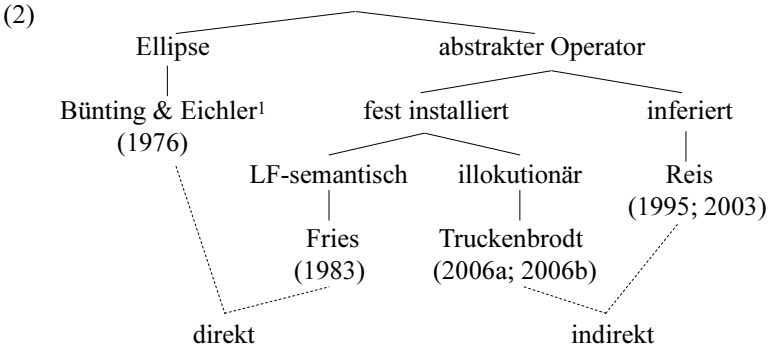 (2)
Ellipse abstrakter Operator
Bünting & Eichler¹ fest installiert inferiert
(1976)
LF-semantisch illokutionär Reis
(1995; 2003)
Fries Truckenbrodt
(1983) (2006a; 2006b)
direkt indirekt